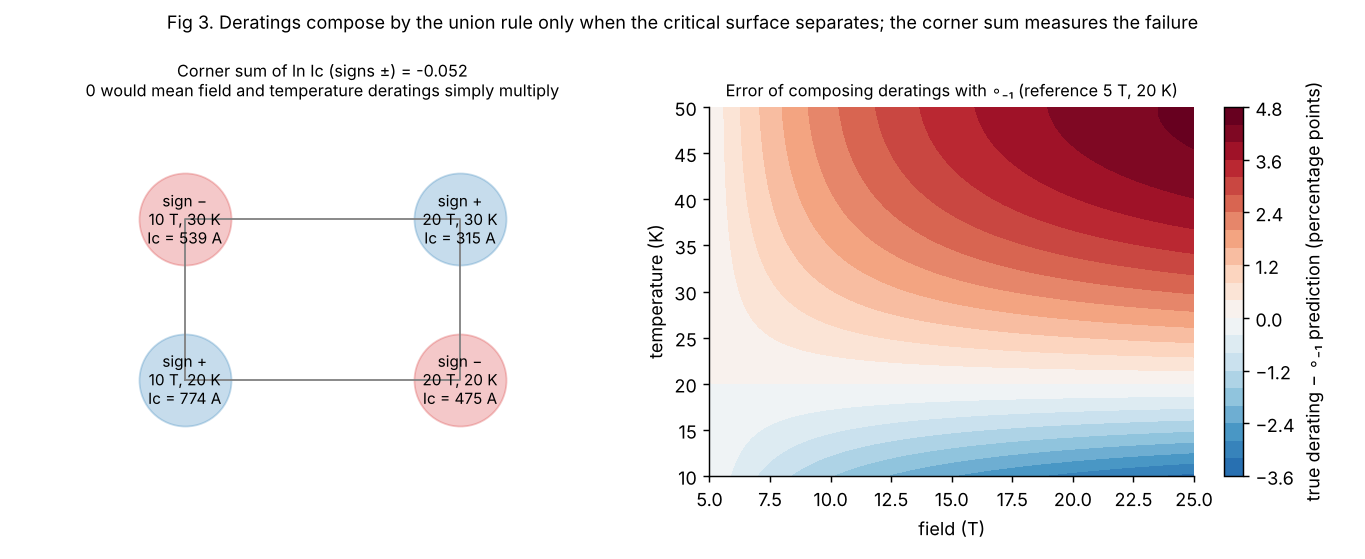 Fig 3. Deratings compose by the union rule only when the critical surface separates; the corner sum measures the failure
Corner sum of ln Ic (signs ±) = -0.052
0 would mean field and temperature deratings simply multiply
sign −
10 T, 30 K
Ic = 539 A
sign +
20 T, 30 K
Ic = 315 A
sign +
10 T, 20 K
Ic = 774 A
sign −
20 T, 20 K
Ic = 475 A
Error of composing deratings with ∘₋₁ (reference 5 T, 20 K)
temperature (K)
50
45
40
35
30
25
20
15
10
5.0
7.5
10.0
12.5
15.0
17.5
20.0
22.5
25.0
field (T)
4.8
3.6
2.4
1.2
0.0
−1.2
−2.4
−3.6
true derating − ∘₋₁ prediction (percentage points)